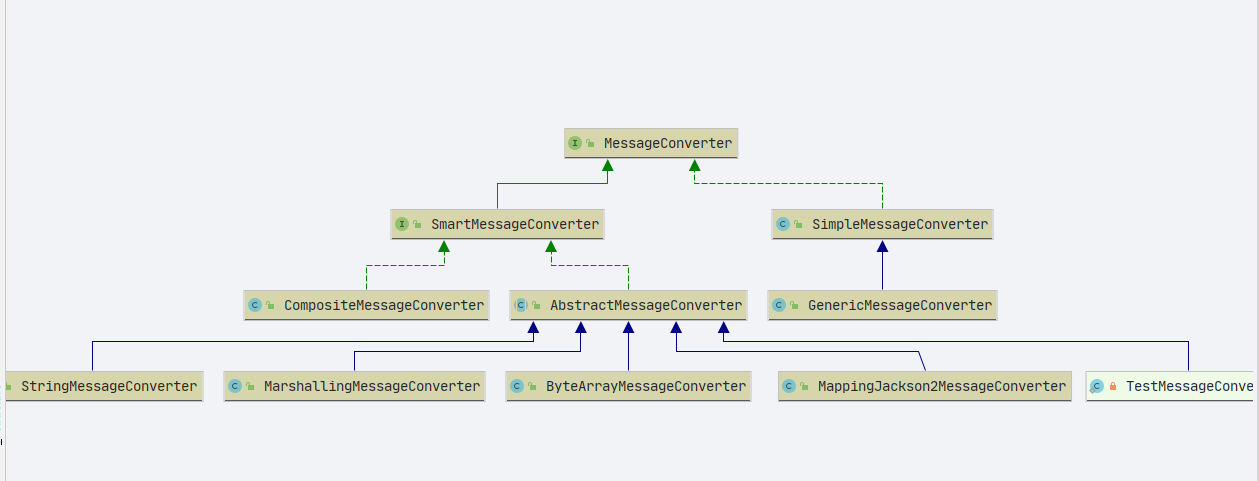 MessageConverter
SmartMessageConverter
SimpleMessageConverter
CompositeMessageConverter
AbstractMessageConverter
GenericMessageConverter
StringMessageConverter
MarshallingMessageConverter
ByteArrayMessageConverter
MappingJackson2MessageConverter
TestMessageConve